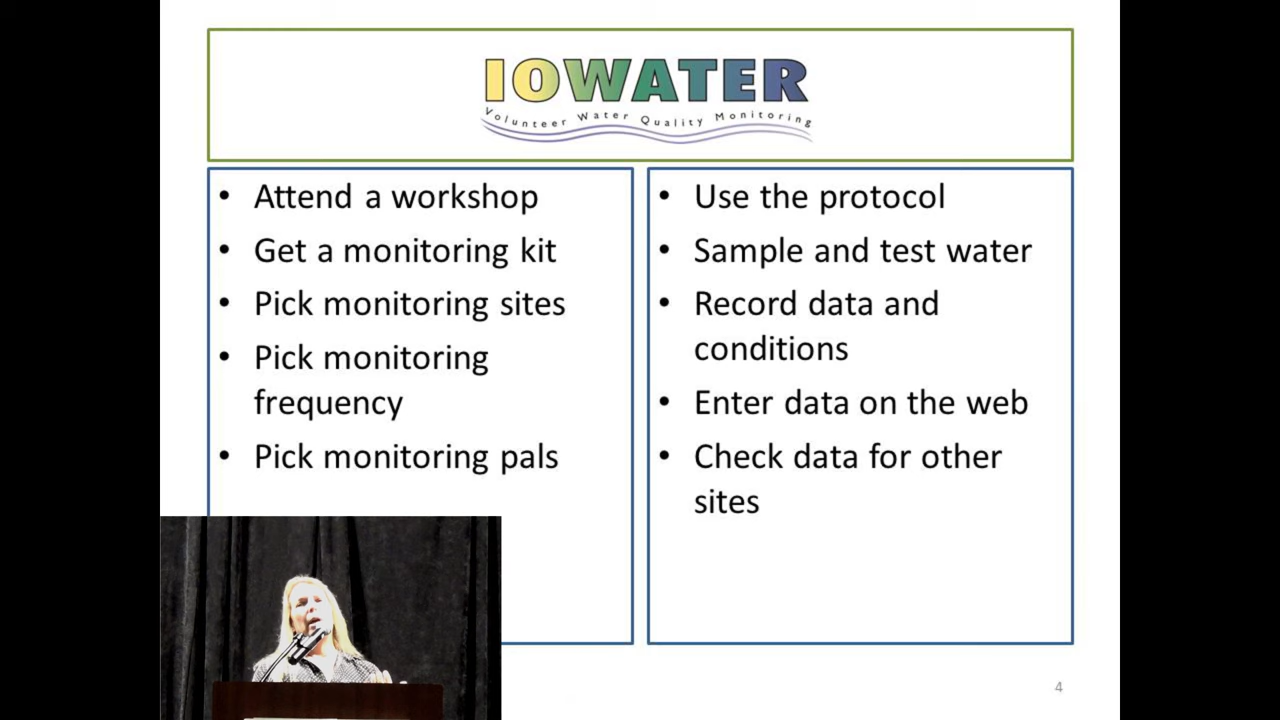 IOWATER
Volunteer Water Quality Monitoring
• Attend a workshop
• Get a monitoring kit
• Pick monitoring sites
• Pick monitoring
frequency
• Pick monitoring pals
• Use the protocol
• Sample and test water
• Record data and
conditions
• Enter data on the web
• Check data for other
sites
4